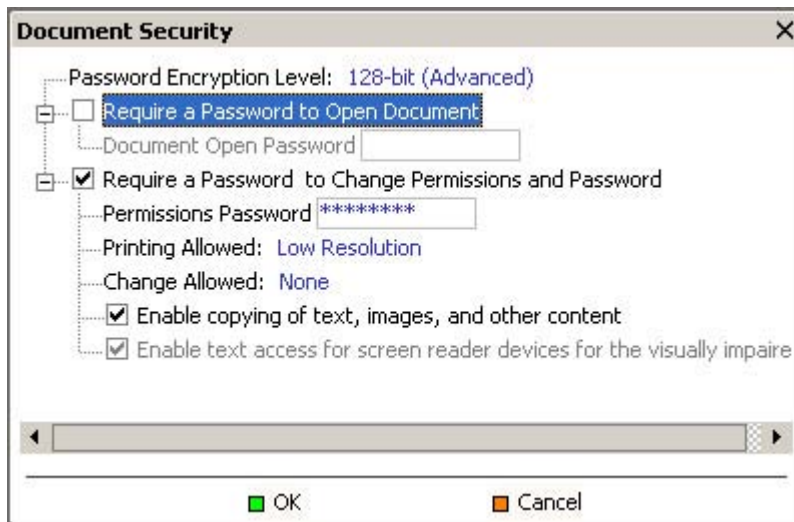 Document Security
Password Encryption Level: 128-bit (Advanced)
Require a Password to Open Document
Document Open Password
Require a Password to Change Permissions and Password
Permissions Password ********
Printing Allowed: Low Resolution
Change Allowed: None
Enable copying of text, images, and other content
Enable text access for screen reader devices for the visually impaire
OK Cancel